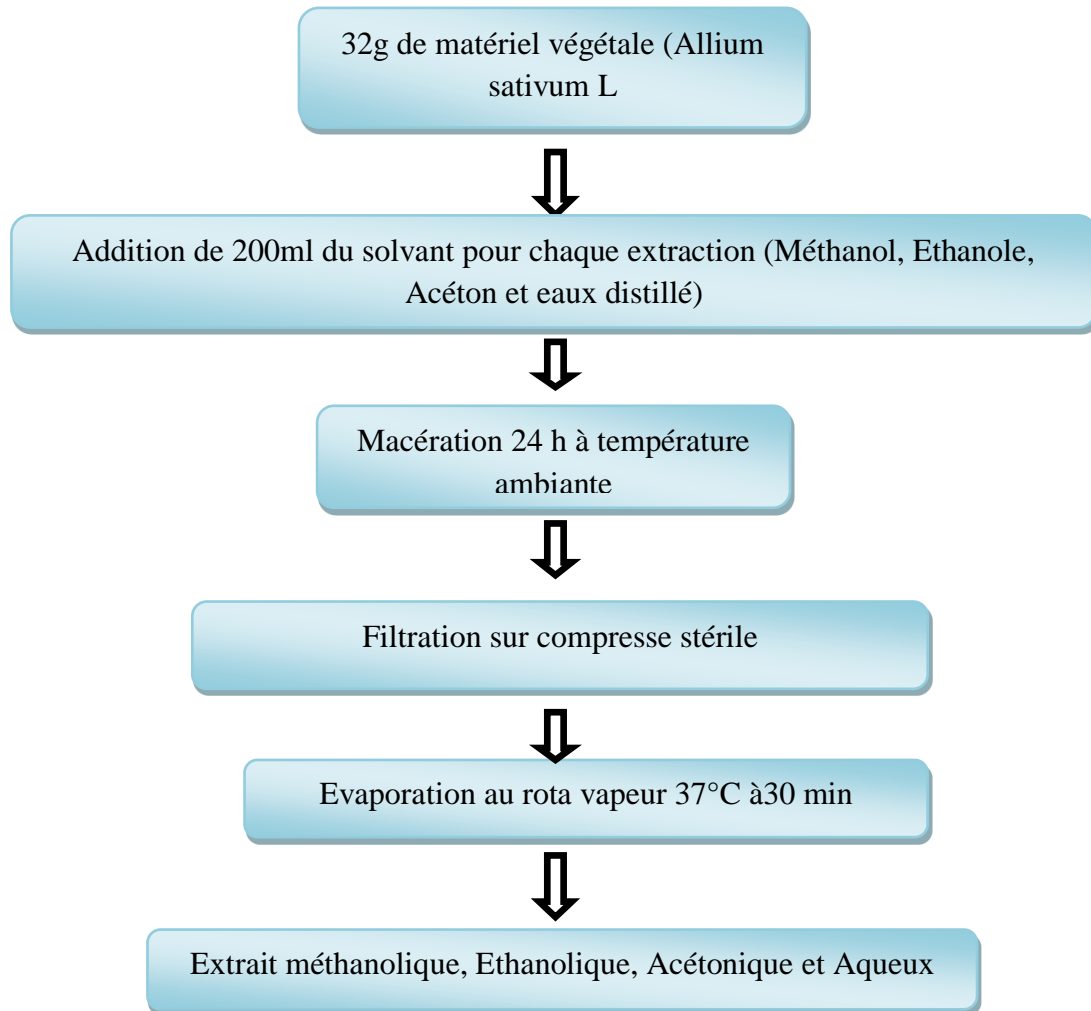 32g de matériel végétale (Allium
sativum L
Addition de 200ml du solvant pour chaque extraction (Méthanol, Ethanole,
Acéton et eaux distillé)
Macération 24 h à température
ambiante
Filtration sur compresse stérile
Evaporation au rota vapeur 37°C à30 min
Extrait méthanolique, Ethanolique, Acétonique et Aqueux